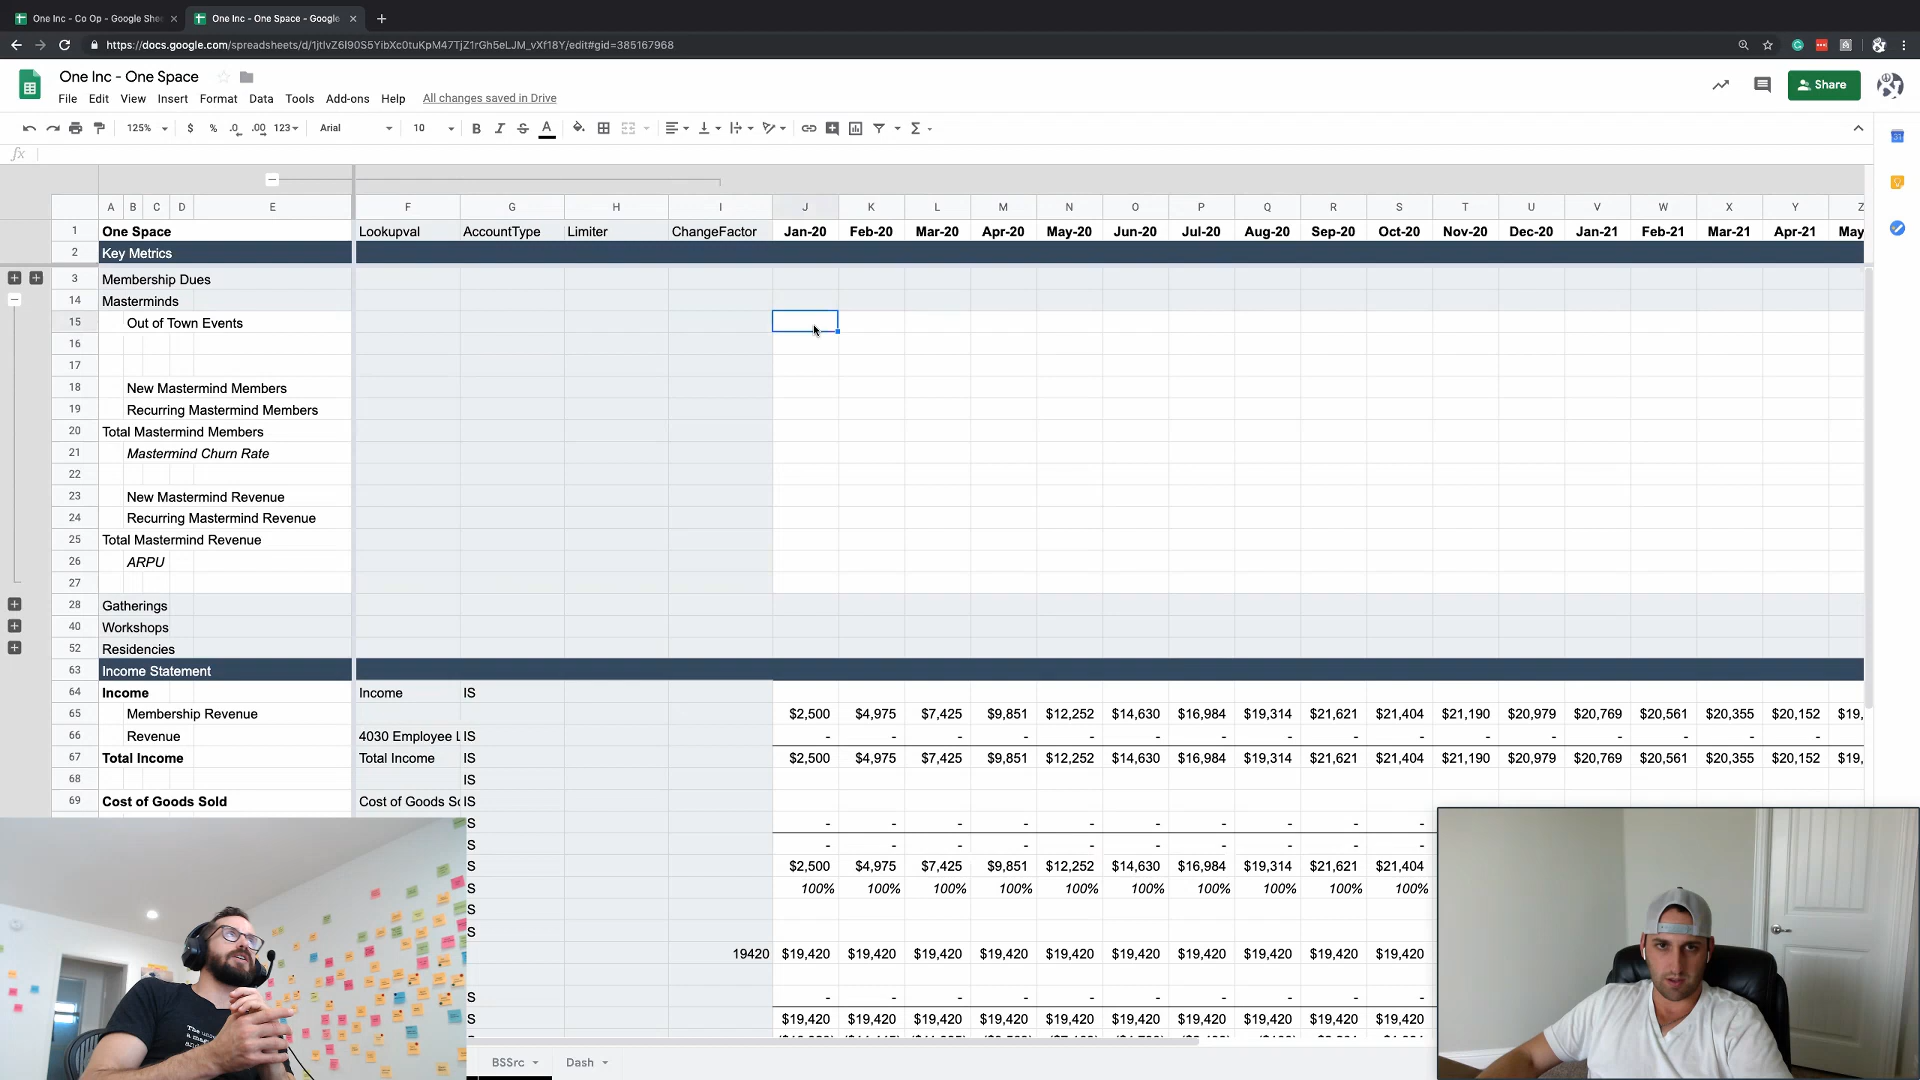 One Inc - Co Op - Google Shee
One Inc - One Space - Google
https://docs.google.com/spreadsheets/d/1jtIvZ6I90S5YibXc0tuKpM47TjZ1rGh5eLJM_vXf18Y/edit#gid=385167968
One Inc - One Space
File Edit View Insert Format Data Tools Add-ons Help All changes saved in Drive
Share
125% $ % .0 .00 123 Arial 10 B I S A Σ
fx
A B C D E F G H I J K L M N O P Q R S T U V W X Y Z
1 One Space Lookupval AccountType Limiter ChangeFactor Jan-20 Feb-20 Mar-20 Apr-20 May-20 Jun-20 Jul-20 Aug-20 Sep-20 Oct-20 Nov-20 Dec-20 Jan-21 Feb-21 Mar-21 Apr-21 May
2 Key Metrics
3 Membership Dues
14 Masterminds
15 Out of Town Events
16
17
18 New Mastermind Members
19 Recurring Mastermind Members
20 Total Mastermind Members
21 Mastermind Churn Rate
22
23 New Mastermind Revenue
24 Recurring Mastermind Revenue
25 Total Mastermind Revenue
26 ARPU
27
28 Gatherings
40 Workshops
52 Residencies
63 Income Statement
64 Income Income IS
65 Membership Revenue $2,500 $4,975 $7,425 $9,851 $12,252 $14,630 $16,984 $19,314 $21,621 $21,404 $21,190 $20,979 $20,769 $20,561 $20,355 $20,152 $19,
66 Revenue 4030 Employee L IS - - - - - - - - - - - - - - - -
67 Total Income Total Income IS $2,500 $4,975 $7,425 $9,851 $12,252 $14,630 $16,984 $19,314 $21,621 $21,404 $21,190 $20,979 $20,769 $20,561 $20,355 $20,152 $19,
68 IS
69 Cost of Goods Sold Cost of Goods So IS
S - - - - - - - - - -
S - - - - - - - - - -
S $2,500 $4,975 $7,425 $9,851 $12,252 $14,630 $16,984 $19,314 $21,621 $21,404
S 100% 100% 100% 100% 100% 100% 100% 100% 100% 100%
S
S
19420 $19,420 $19,420 $19,420 $19,420 $19,420 $19,420 $19,420 $19,420 $19,420 $19,420
S - - - - - - - - - -
S $19,420 $19,420 $19,420 $19,420 $19,420 $19,420 $19,420 $19,420 $19,420 $19,420
BSSrc Dash